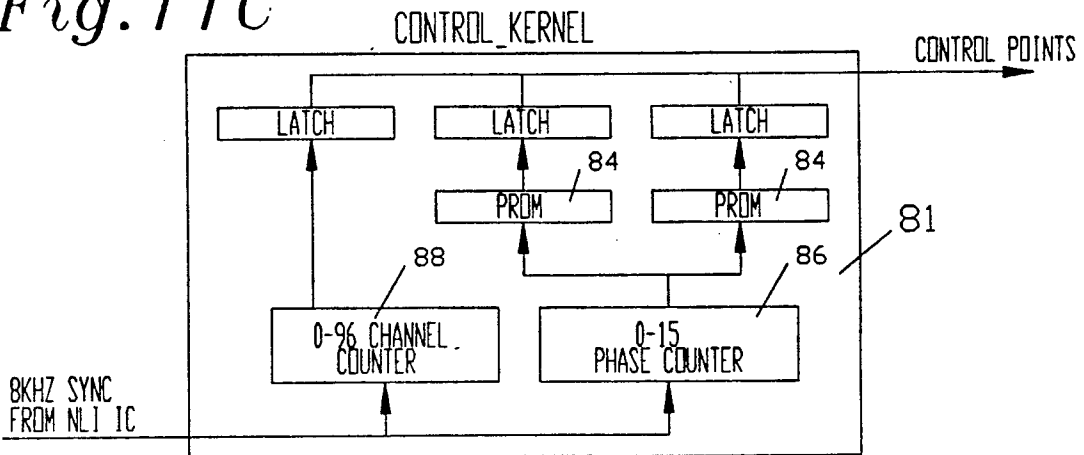 Fig. 11C
CONTROL_KERNEL
CONTROL POINTS
LATCH
LATCH
LATCH
84
84
PROM
PROM
81
88
86
0-96 CHANNEL
COUNTER
0-15
PHASE COUNTER
8KHZ SYNC
FROM NLI IC